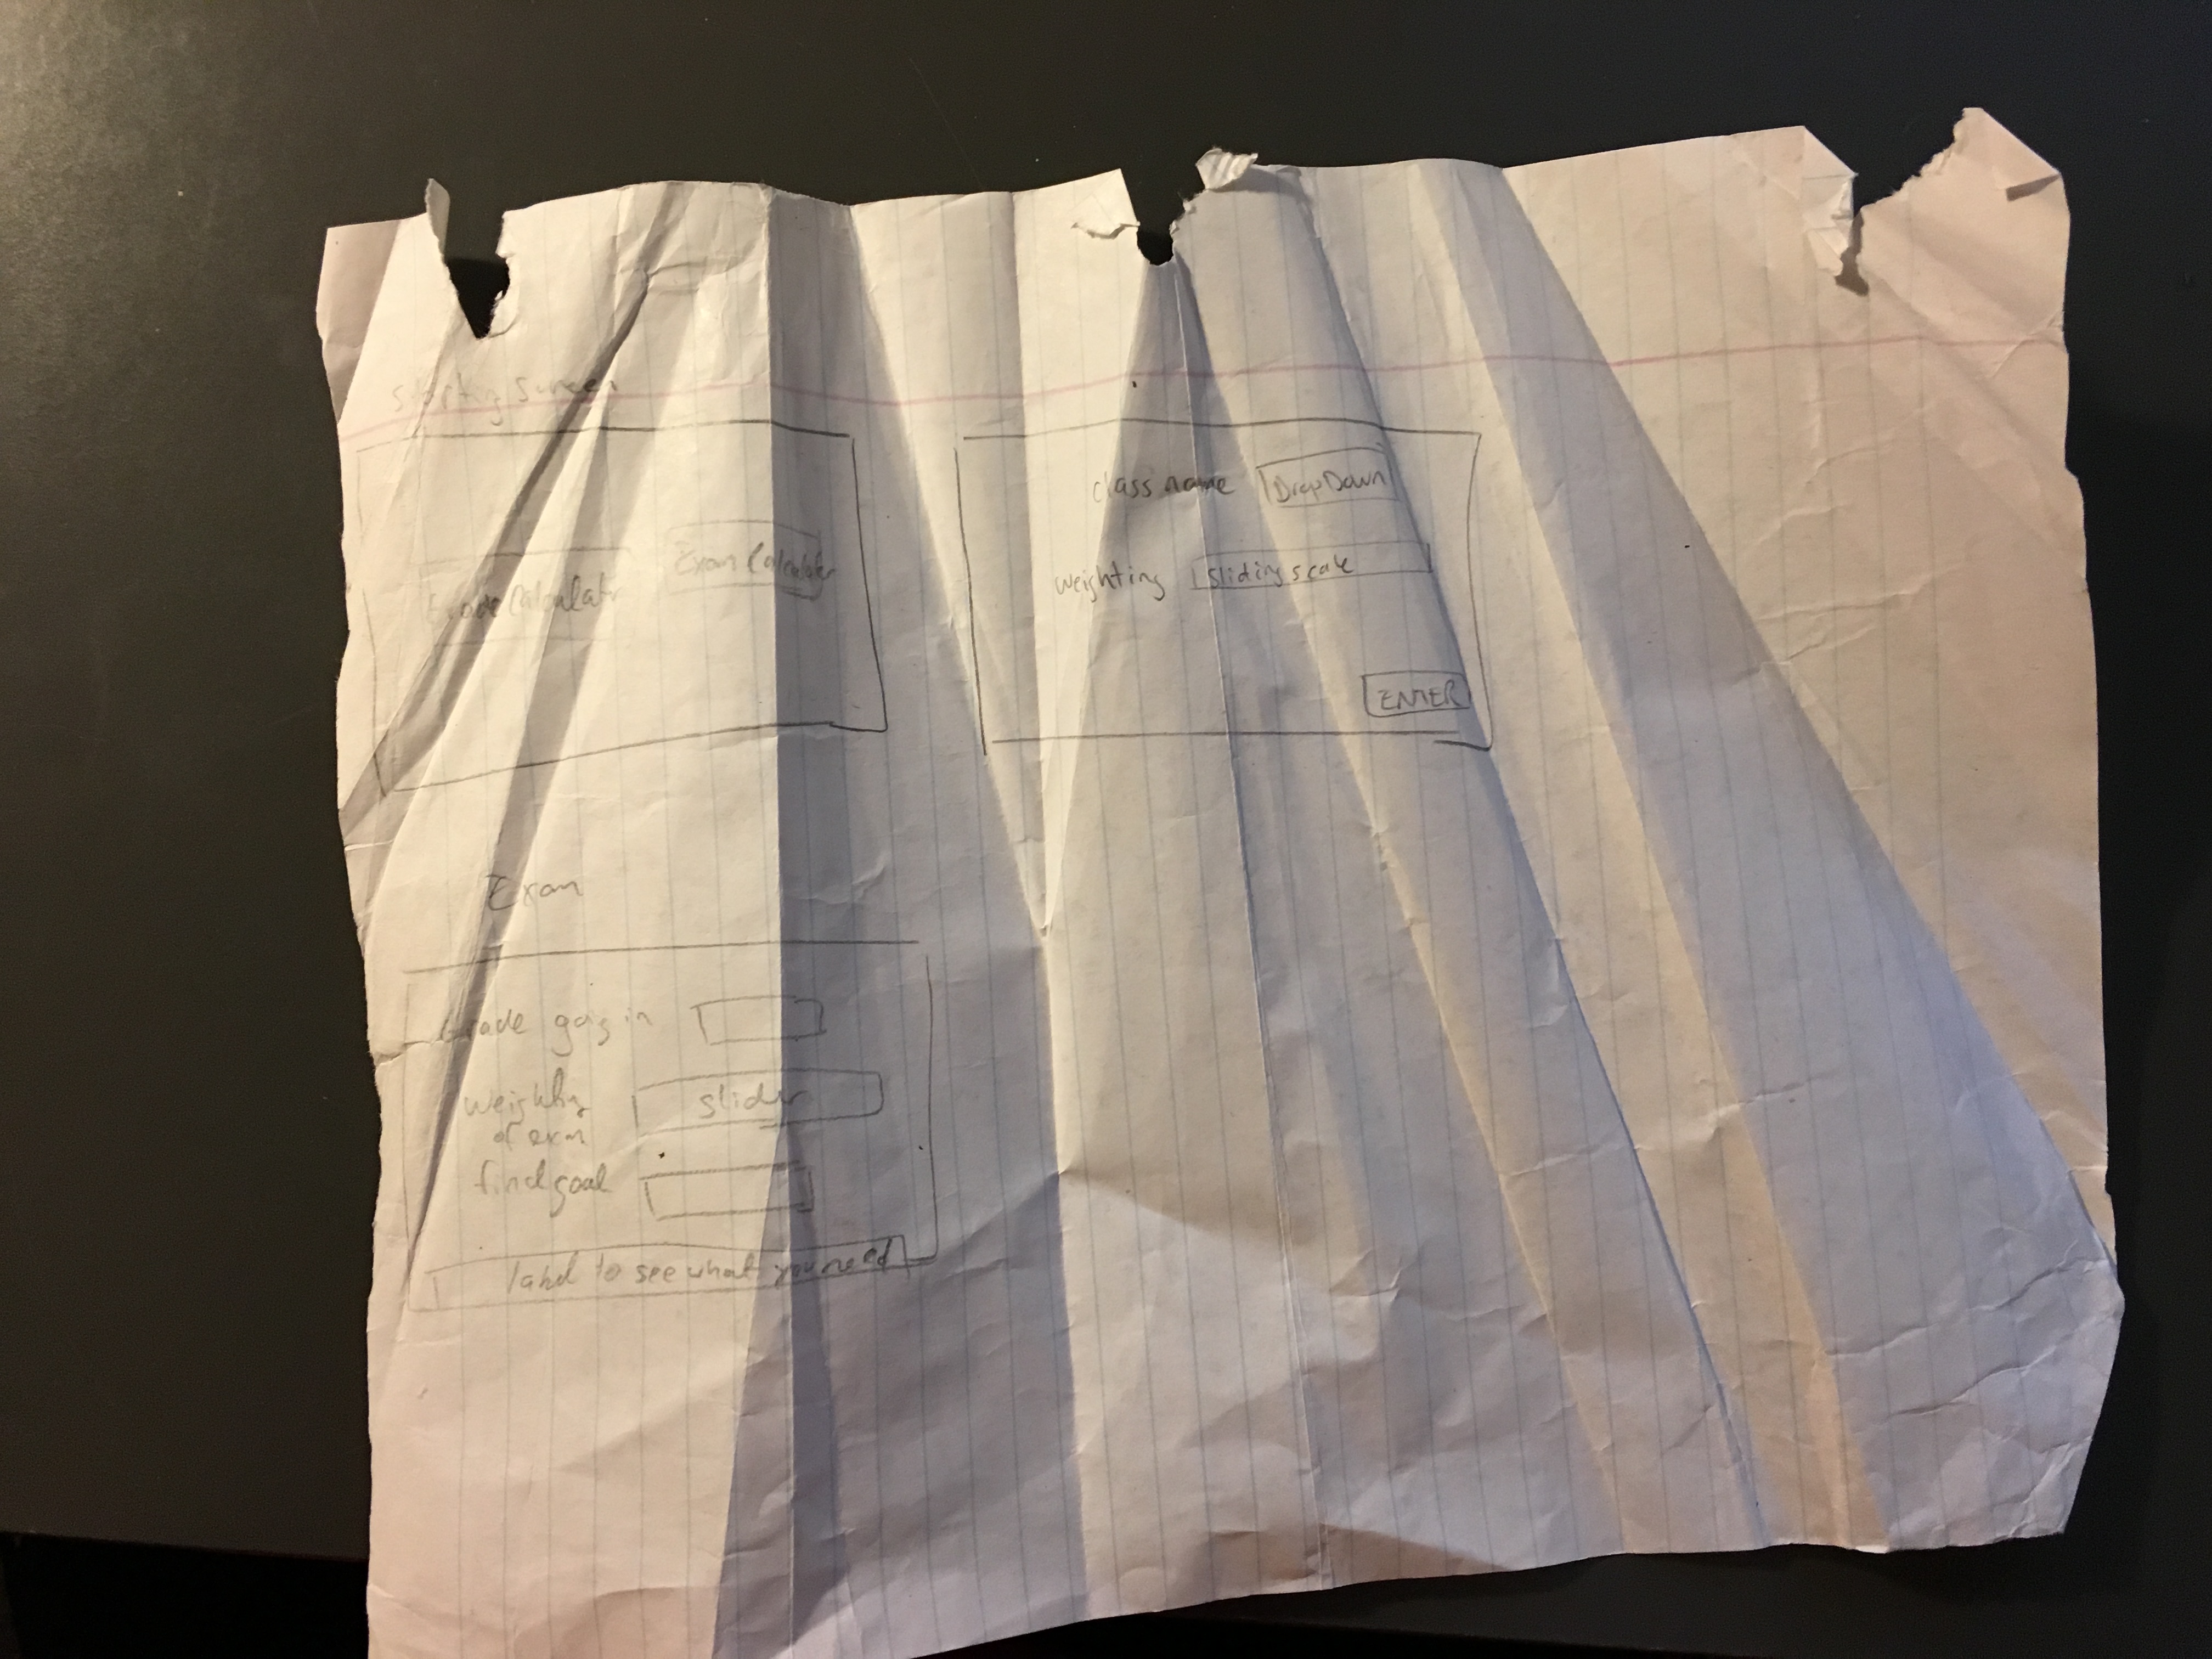 starting screen
Grade Calculator
Exam Calculator
class name DropDown
weighting sliding scale
ENTER
Exam
Grade going in
weighting slider
of exam
final goal
label to see what you need